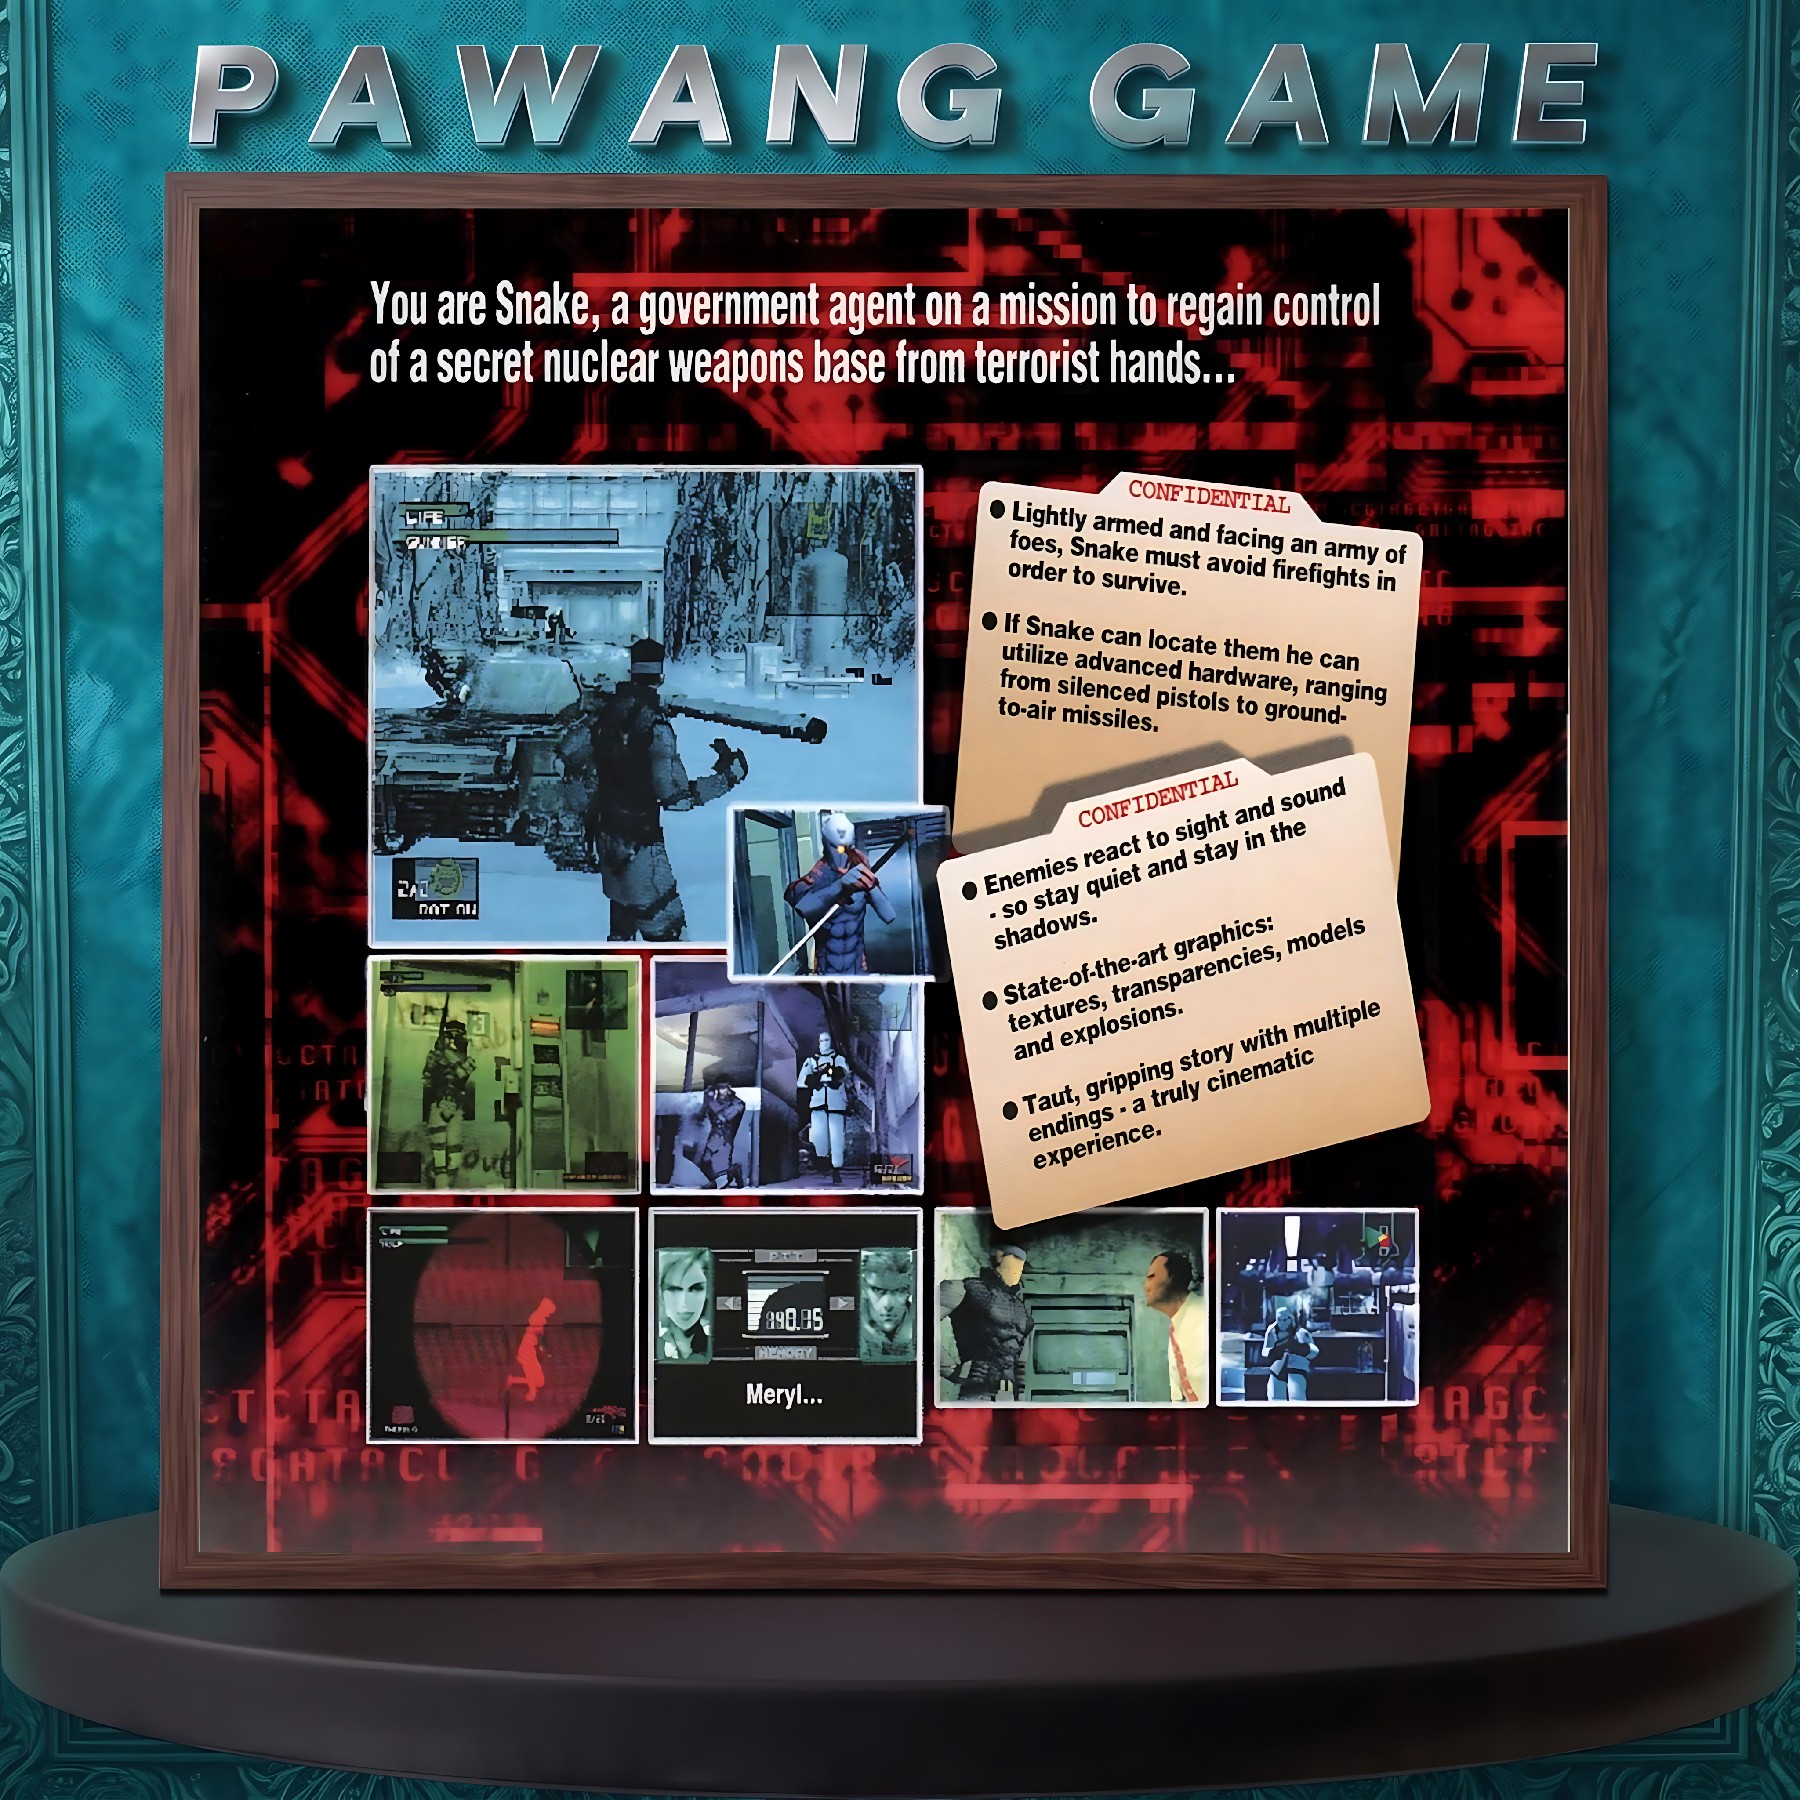 PAWANG GAME
You are Snake, a government agent on a mission to regain control
of a secret nuclear weapons base from terrorist hands...
CONFIDENTIAL
● Lightly armed and facing an army of
foes, Snake must avoid firefights in
order to survive.
● If Snake can locate them he can
utilize advanced hardware, ranging
from silenced pistols to ground-
to-air missiles.
CONFIDENTIAL
● Enemies react to sight and sound
- so stay quiet and stay in the
shadows.
● State-of-the-art graphics:
textures, transparencies, models
and explosions.
● Taut, gripping story with multiple
endings - a truly cinematic
experience.
LIFE
PTT
MEMORY
Meryl...